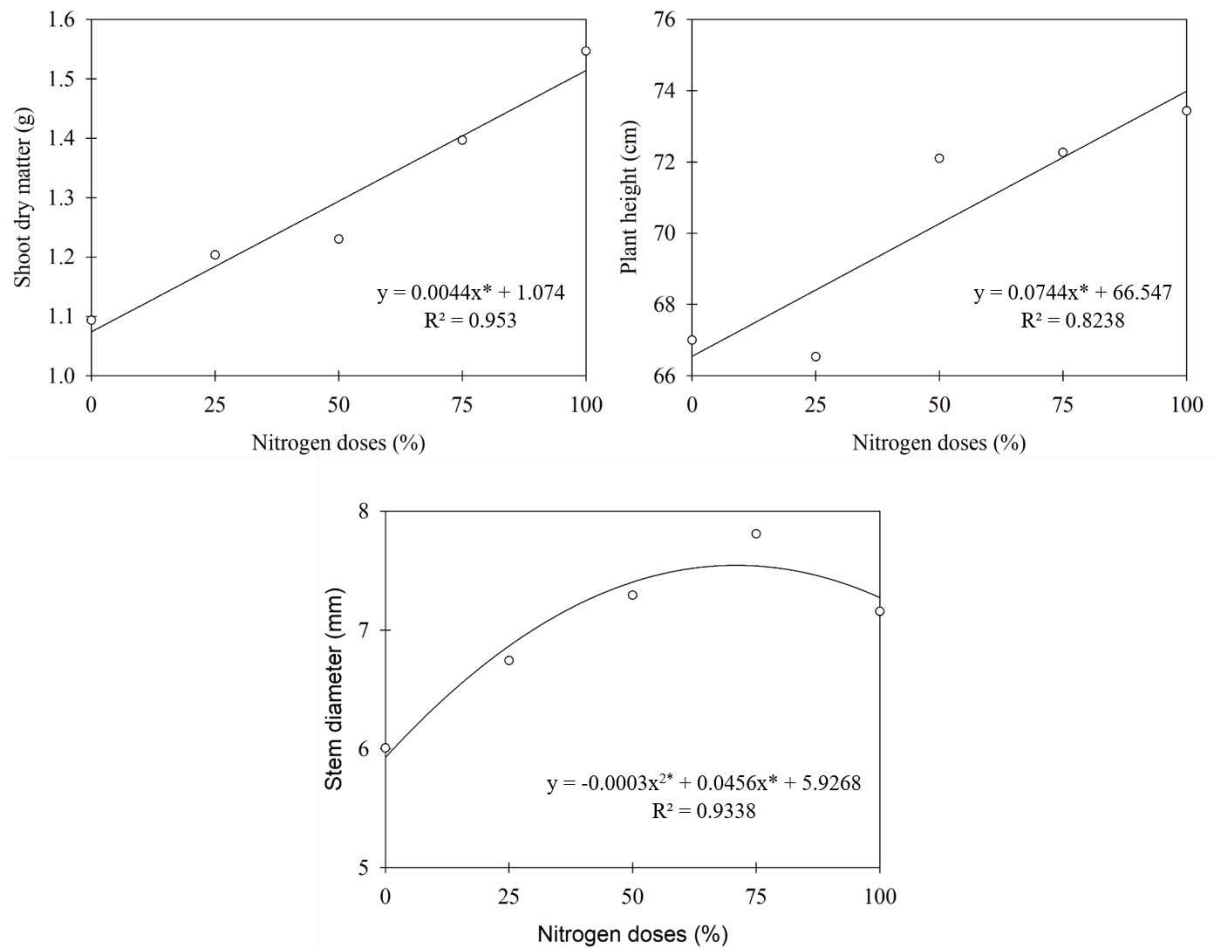 Shoot dry matter (g)
1.6
1.5
1.4
1.3
1.2
1.1
1.0
y = 0.0044x* + 1.074
R² = 0.953
0 25 50 75 100
Nitrogen doses (%)
Plant height (cm)
76
74
72
70
68
66
y = 0.0744x* + 66.547
R² = 0.8238
0 25 50 75 100
Nitrogen doses (%)
Stem diameter (mm)
8
7
6
5
y = -0.0003x²* + 0.0456x* + 5.9268
R² = 0.9338
0 25 50 75 100
Nitrogen doses (%)